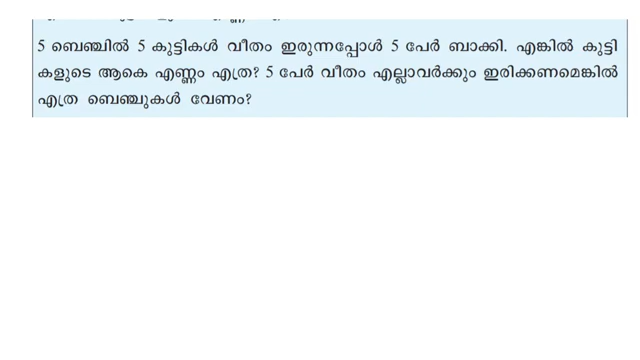 5 ബെഞ്ചിൽ 5 കുട്ടികൾ വീതം ഇരുന്നപ്പോൾ 5 പേർ ബാക്കി. എങ്കിൽ കുട്ടി
കളുടെ ആകെ എണ്ണം എത്ര? 5 പേർ വീതം എല്ലാവർക്കും ഇരിക്കണമെങ്കിൽ
എത്ര ബെഞ്ചുകൾ വേണം?